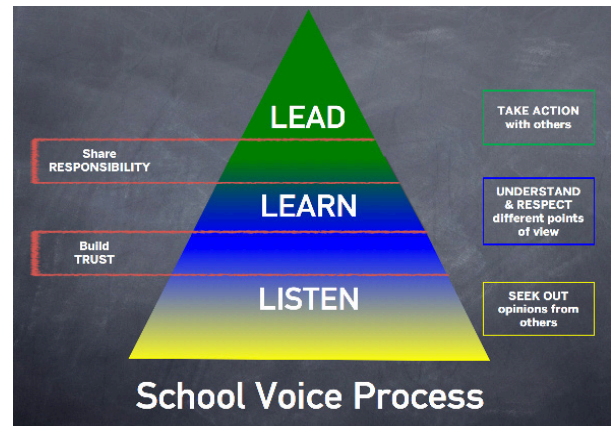 LEAD
TAKE ACTION
with others
Share
RESPONSIBILITY
LEARN
UNDERSTAND
& RESPECT
different points
of view
Build
TRUST
LISTEN
SEEK OUT
opinions from
others
School Voice Process